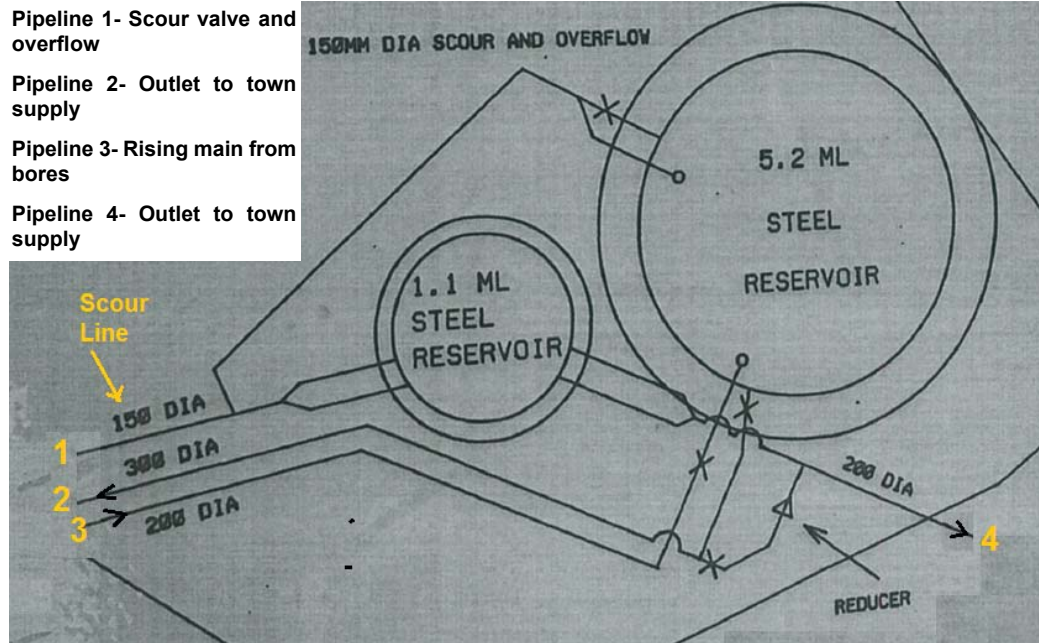 Pipeline 1- Scour valve and
overflow
Pipeline 2- Outlet to town
supply
Pipeline 3- Rising main from
bores
Pipeline 4- Outlet to town
supply
150MM DIA SCOUR AND OVERFLOW
5.2 ML
STEEL
RESERVOIR
1.1 ML
STEEL
RESERVOIR
Scour
Line
150 DIA
1
300 DIA
2
200 DIA
3
200 DIA
4
REDUCER